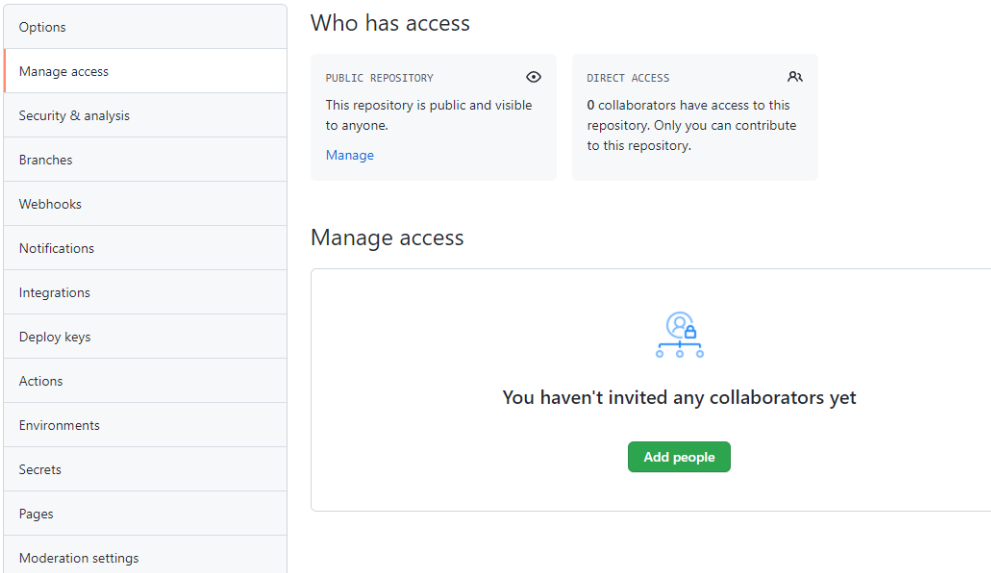 Options
Manage access
Security & analysis
Branches
Webhooks
Notifications
Integrations
Deploy keys
Actions
Environments
Secrets
Pages
Moderation settings
Who has access
PUBLIC REPOSITORY
This repository is public and visible
to anyone.
Manage
DIRECT ACCESS
0 collaborators have access to this
repository. Only you can contribute
to this repository.
Manage access
You haven't invited any collaborators yet
Add people